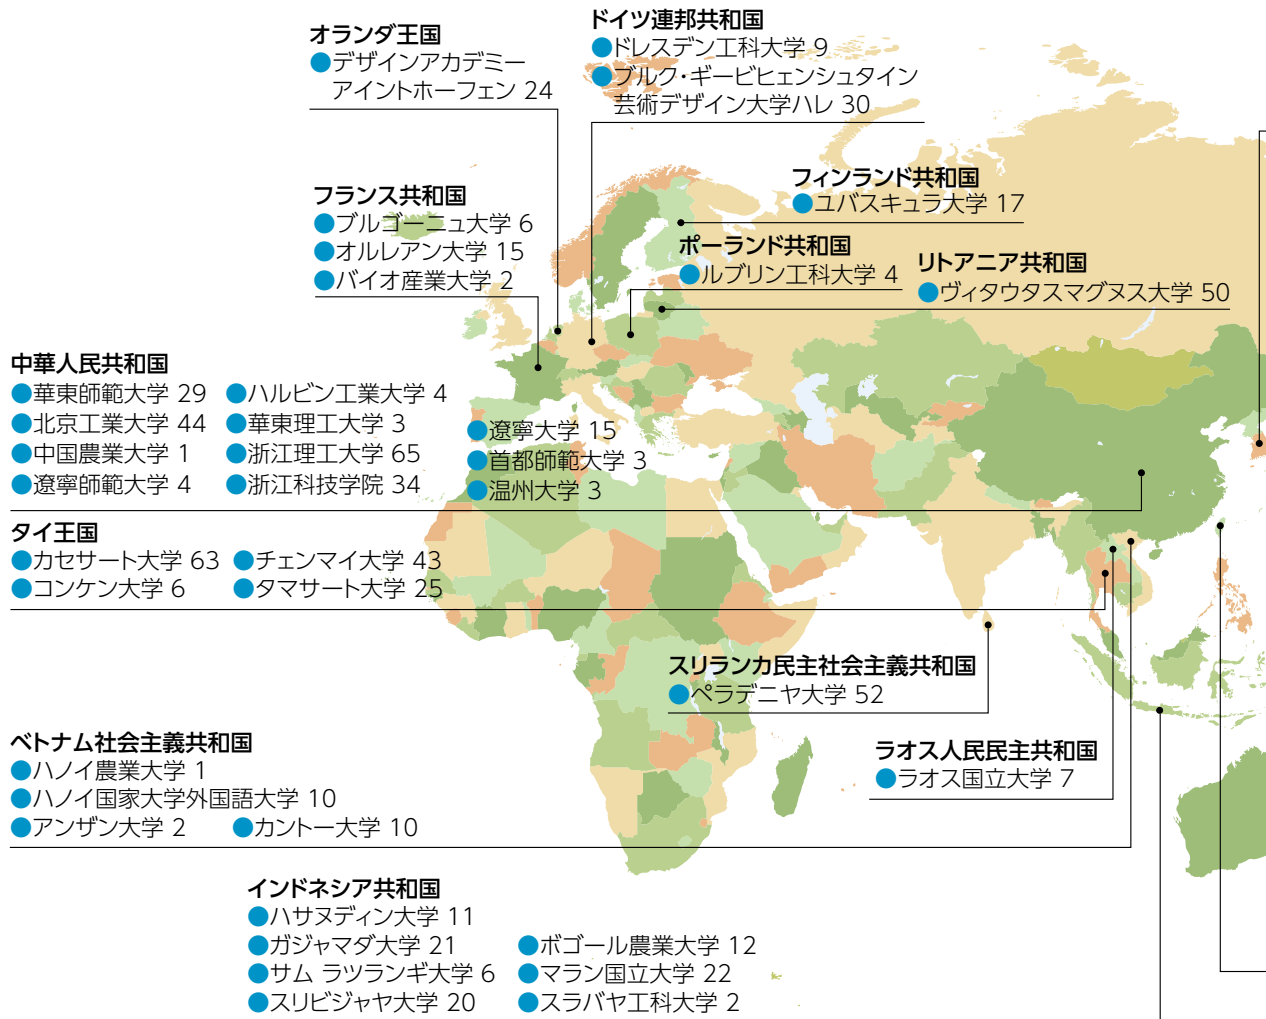 オランダ王国
●デザインアカデミー
アイントホーフェン 24
ドイツ連邦共和国
●ドレスデン工科大学 9
●ブルク・ギービヒェンシュタイン
芸術デザイン大学ハレ 30
フランス共和国
●ブルゴーニュ大学 6
●オルレアン大学 15
●バイオ産業大学 2
フィンランド共和国
●ユバスキュラ大学 17
ポーランド共和国
●ルブリン工科大学 4
リトアニア共和国
●ヴィタウタスマグヌス大学 50
中華人民共和国
●華東師範大学 29 ●ハルビン工業大学 4
●北京工業大学 44 ●華東理工大学 3 ●遼寧大学 15
●中国農業大学 1 ●浙江理工大学 65 ●首都師範大学 3
●遼寧師範大学 4 ●浙江科技学院 34 ●温州大学 3
タイ王国
●カセサート大学 63 ●チェンマイ大学 43
●コンケン大学 6 ●タマサート大学 25
スリランカ民主社会主義共和国
●ペラデニヤ大学 52
ベトナム社会主義共和国
●ハノイ農業大学 1
●ハノイ国家大学外国語大学 10
●アンザン大学 2 ●カントー大学 10
ラオス人民民主共和国
●ラオス国立大学 7
インドネシア共和国
●ハサヌディン大学 11
●ガジャマダ大学 21 ●ボゴール農業大学 12
●サム ラツランギ大学 6 ●マラン国立大学 22
●スリビジャヤ大学 20 ●スラバヤ工科大学 2